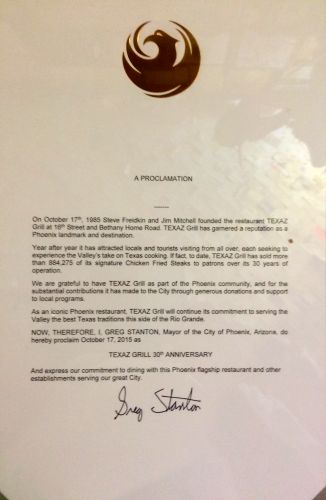 A PROCLAMATION
On October 17th, 1985 Steve Freidkin and Jim Mitchell founded the restaurant TEXAZ
Grill at 16th Street and Bethany Home Road. TEXAZ Grill has garnered a reputation as a
Phoenix landmark and destination.
Year after year it has attracted locals and tourists visiting from all over, each seeking to
experience the Valley's take on Texas cooking. If fact, to date, TEXAZ Grill has sold more
than 884,275 of its signature Chicken Fried Steaks to patrons over its 30 years of
operation.
We are grateful to have TEXAZ Grill as part of the Phoenix community, and for the
substantial contributions it has made to the City through generous donations and support
to local programs.
As an iconic Phoenix restaurant, TEXAZ Grill will continue its commitment to serving the
Valley the best Texas traditions this side of the Rio Grande.
NOW, THEREFORE, I, GREG STANTON, Mayor of the City of Phoenix, Arizona, do
hereby proclaim October 17, 2015 as
TEXAZ GRILL 30th ANNIVERSARY
And express our commitment to dining with this Phoenix flagship restaurant and other
establishments serving our great City.
Greg Stanton